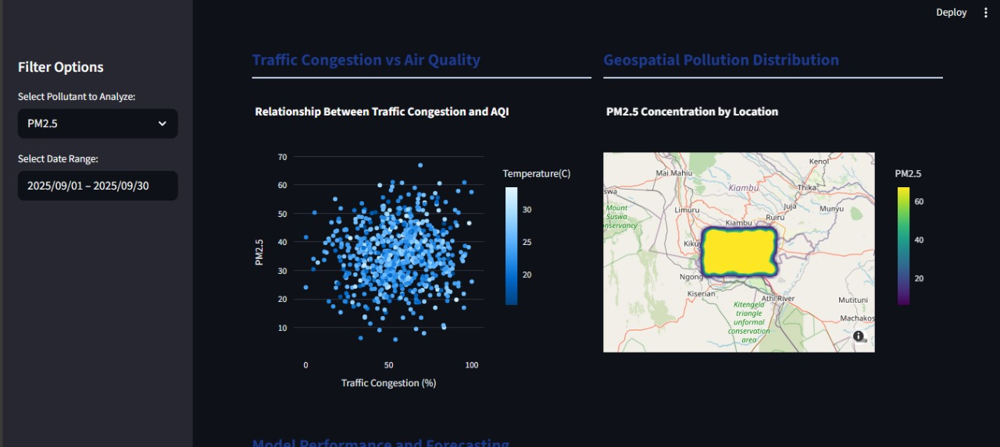 Deploy
Filter Options
Select Pollutant to Analyze:
PM2.5
Select Date Range:
2025/09/01 – 2025/09/30
Traffic Congestion vs Air Quality
Relationship Between Traffic Congestion and AQI
70
60
50
40
30
20
10
PM2.5
0
50
100
Traffic Congestion (%)
Temperature(C)
30
25
20
Geospatial Pollution Distribution
PM2.5 Concentration by Location
Kenol
Mai Mahiu
Kiambu
Thika
swa
Mount
Suswa
onservancy
Limuru
Juja
Munyu
Ruiru
Kiambu
Kikuy
Ngong
Kiserian
Athi River
Mutituni
Kitengela
triangle
unformal
conservation
area
Machakos
PM2.5
60
40
20
Model Performance and Forecasting